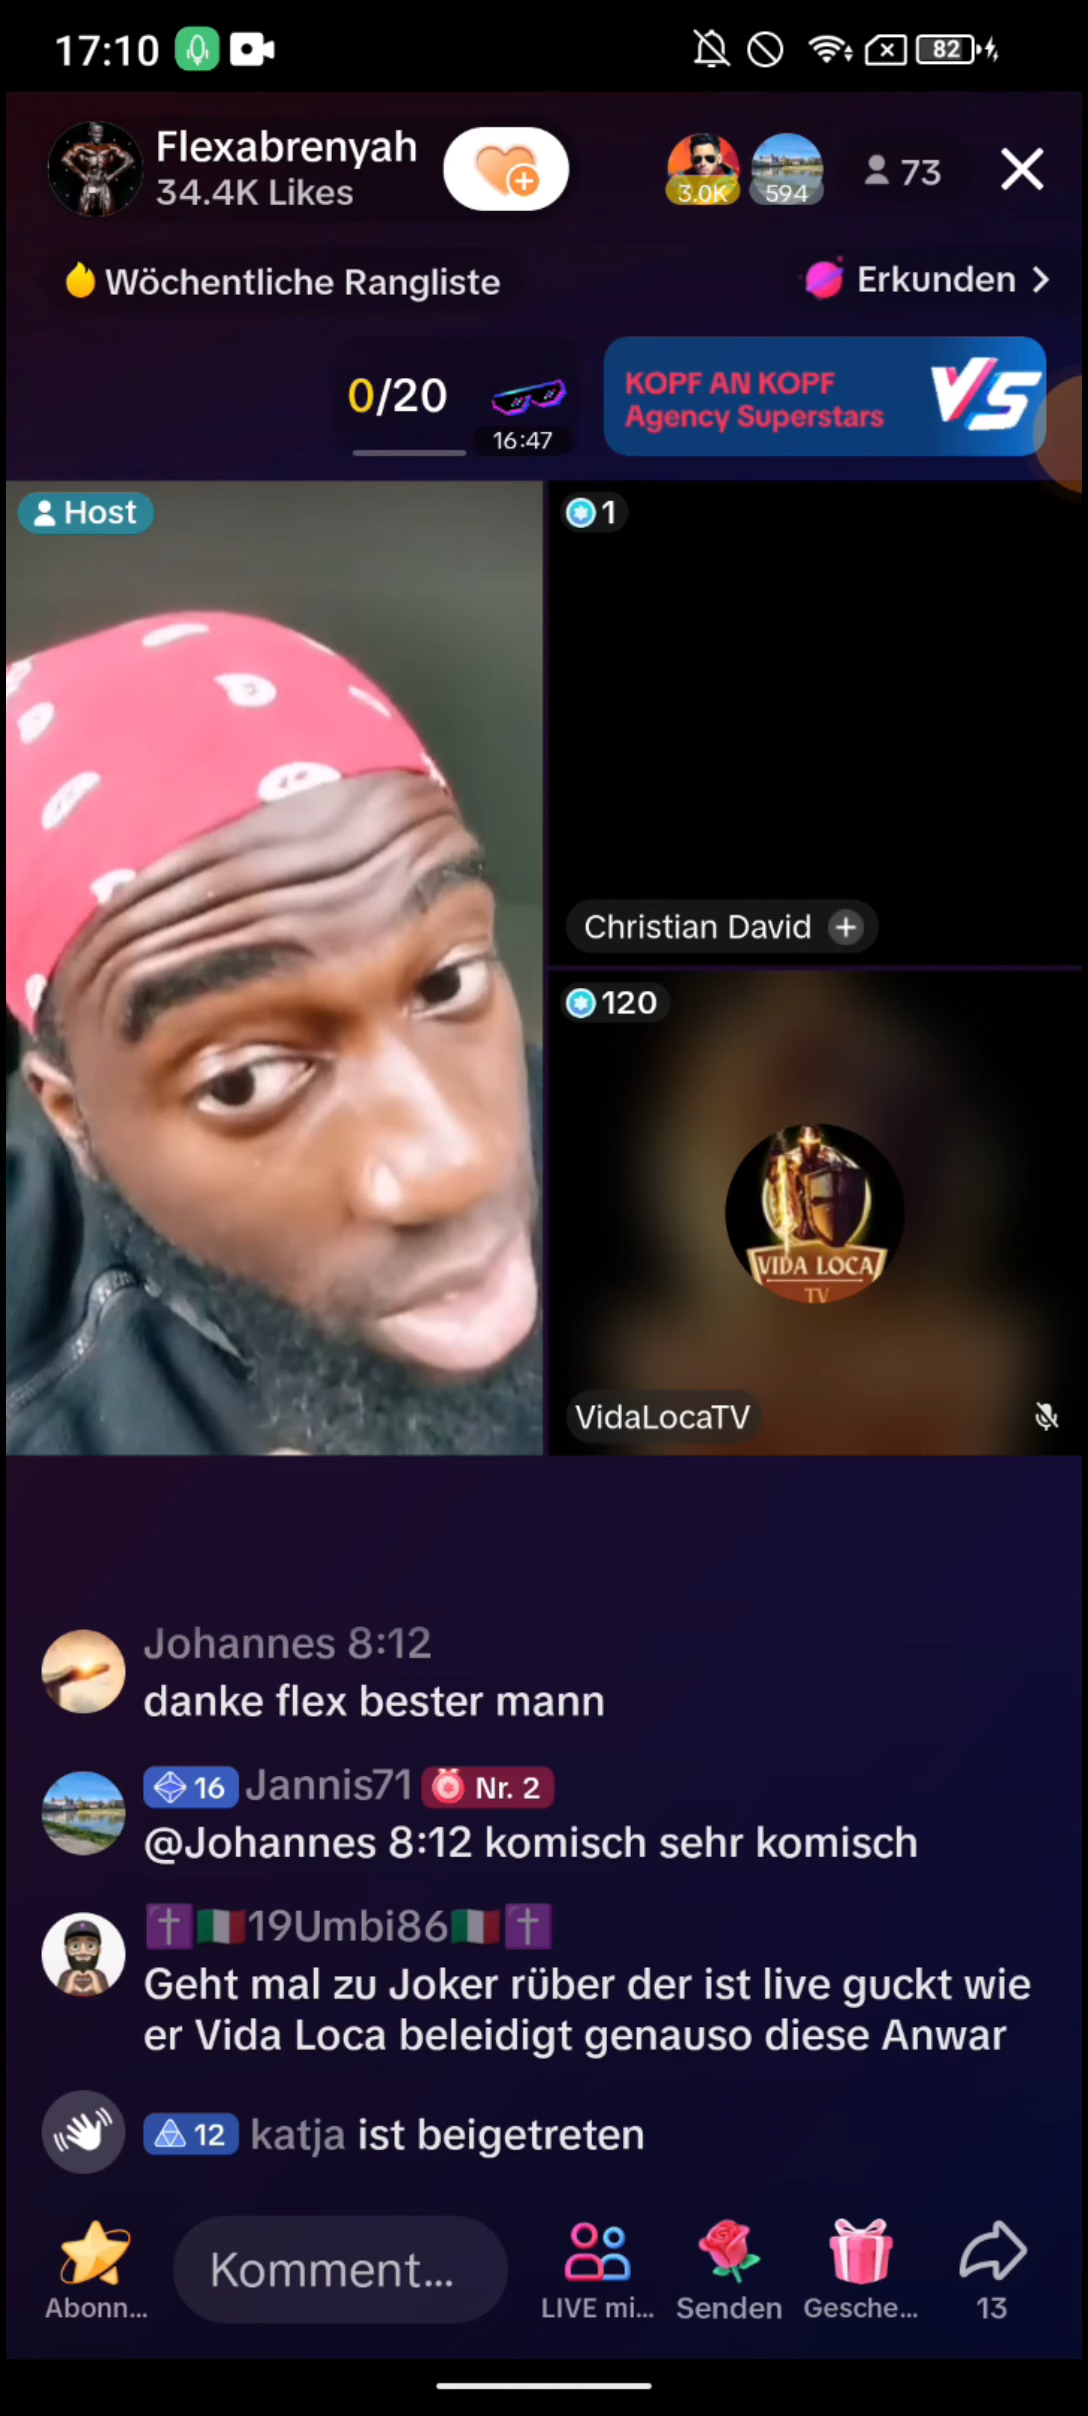 17:10
82
Flexabrenyah
34.4K Likes
3.0K
594
73
Wöchentliche Rangliste
Erkunden
0/20
16:47
KOPF AN KOPF
Agency Superstars
VS
Host
1
Christian David
120
VIDA LOCA
TV
VidaLocaTV
Johannes 8:12
danke flex bester mann
16 Jannis71 Nr. 2
@Johannes 8:12 komisch sehr komisch
19Umbi86
Geht mal zu Joker rüber der ist live guckt wie
er Vida Loca beleidigt genauso diese Anwar
12 katja ist beigetreten
Komment...
Abonn...
LIVE mi...
Senden
Gesche...
13